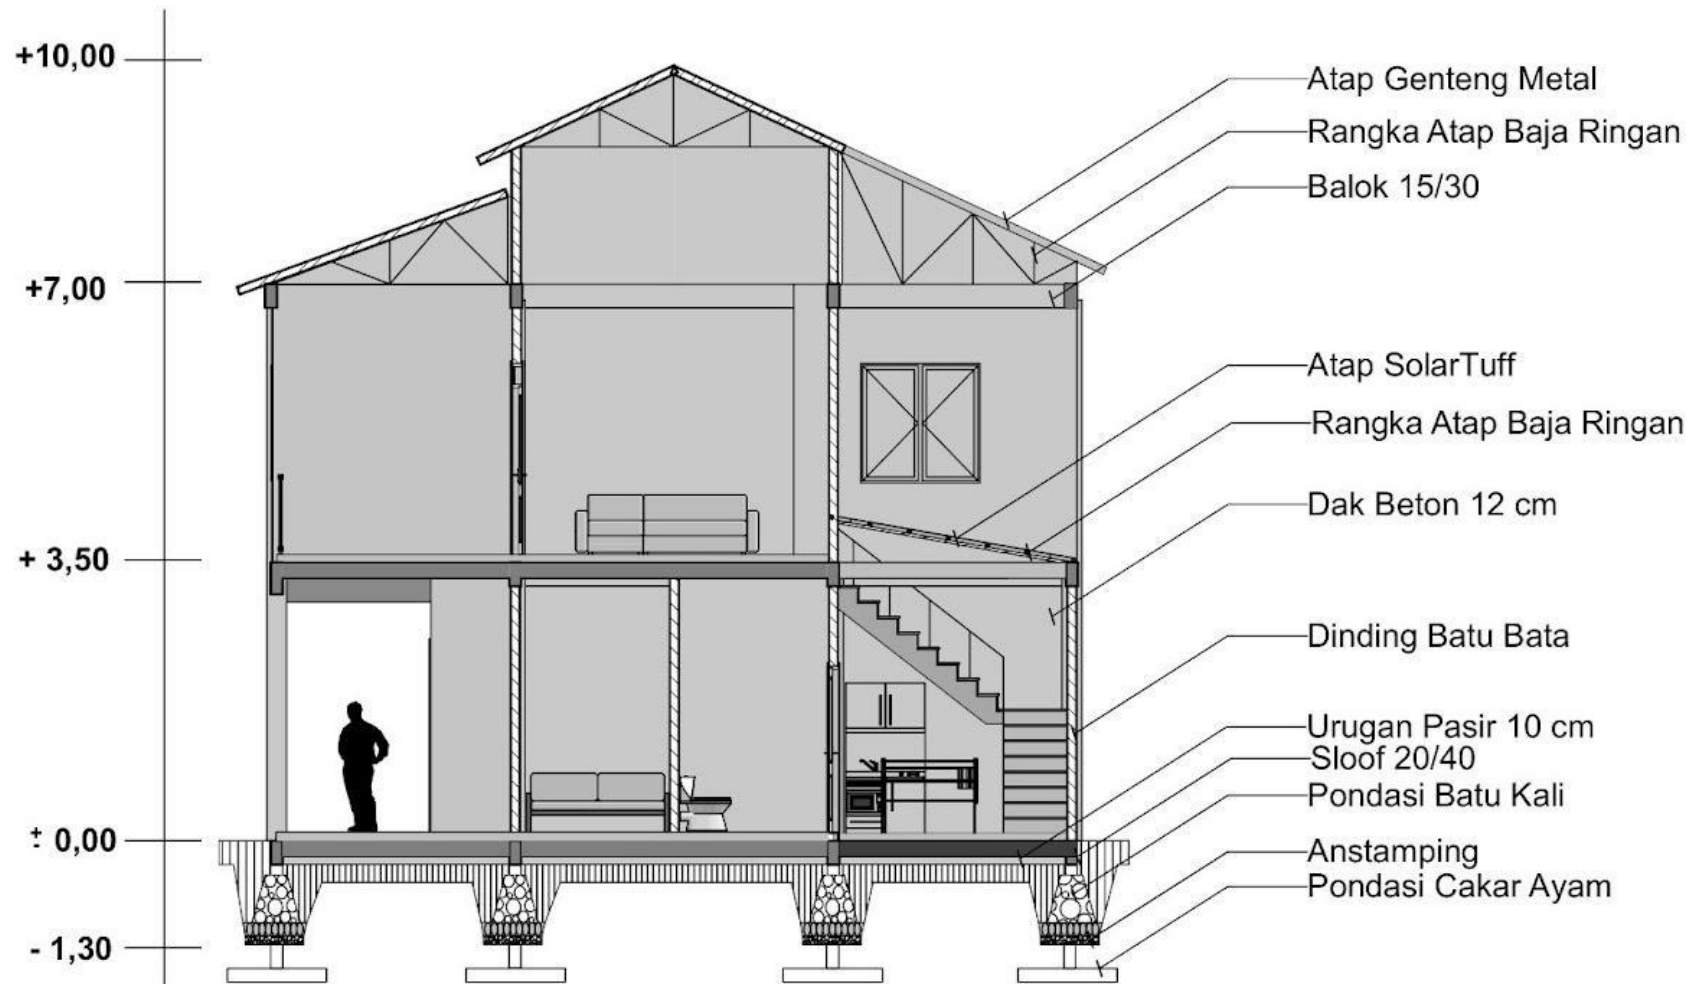 +10,00
+7,00
+ 3,50
± 0,00
- 1,30
Atap Genteng Metal
Rangka Atap Baja Ringan
Balok 15/30
Atap SolarTuff
Rangka Atap Baja Ringan
Dak Beton 12 cm
Dinding Batu Bata
Urugan Pasir 10 cm
Sloof 20/40
Pondasi Batu Kali
Anstamping
Pondasi Cakar Ayam